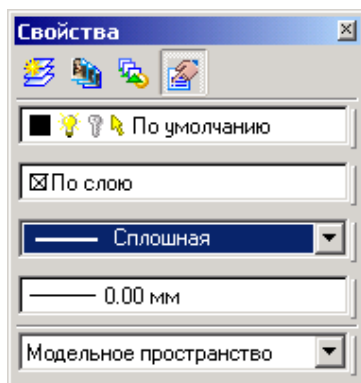 Свойства
По умолчанию
По слою
Сплошная
0.00 мм
Модельное пространство